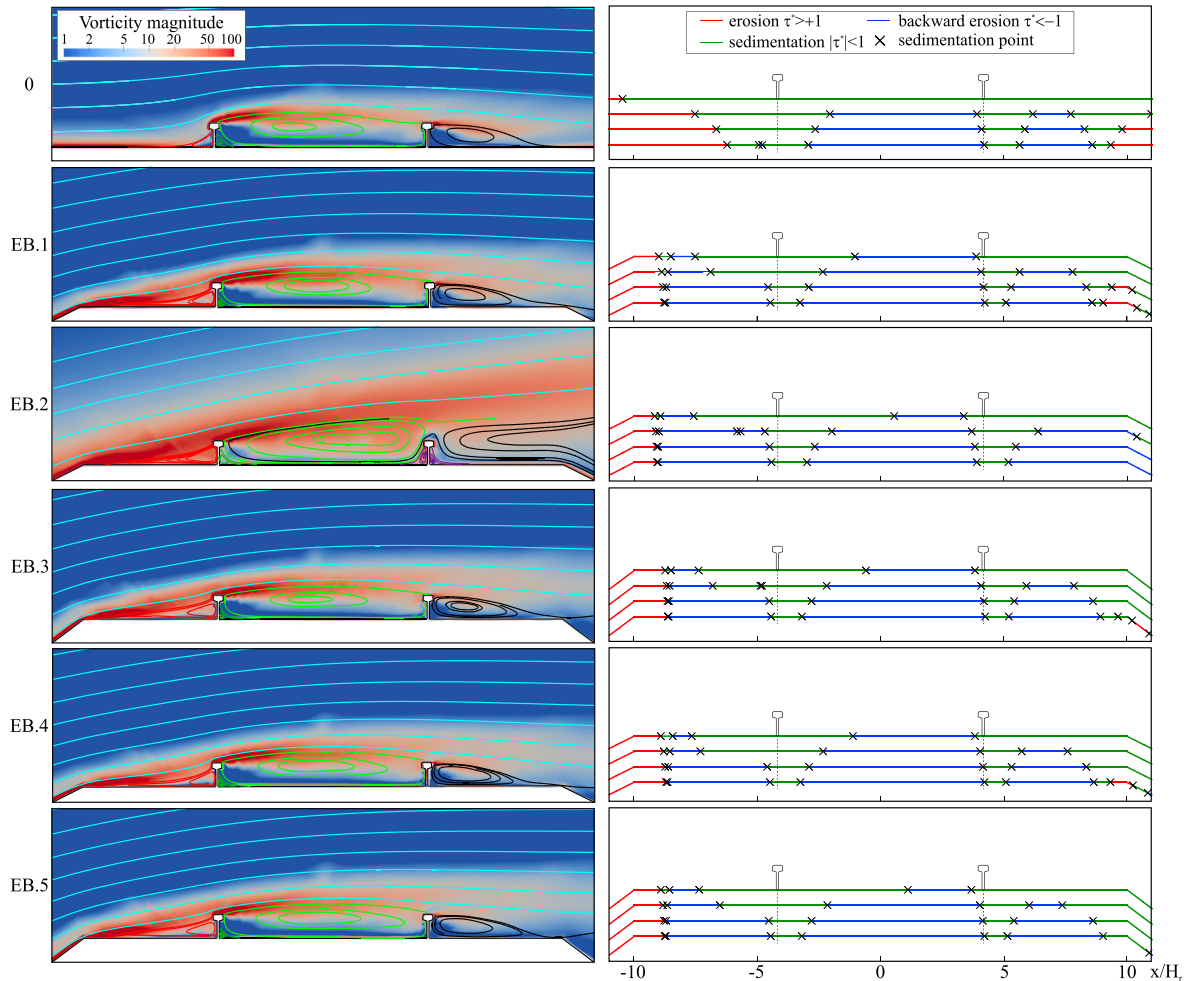 Vorticity magnitude
1 2 5 10 20 50 100
erosion τ*>+1
backward erosion τ*<−1
sedimentation |τ*|<1
sedimentation point
0
EB.1
EB.2
EB.3
EB.4
EB.5
-10 -5 0 5 10 x/Hr